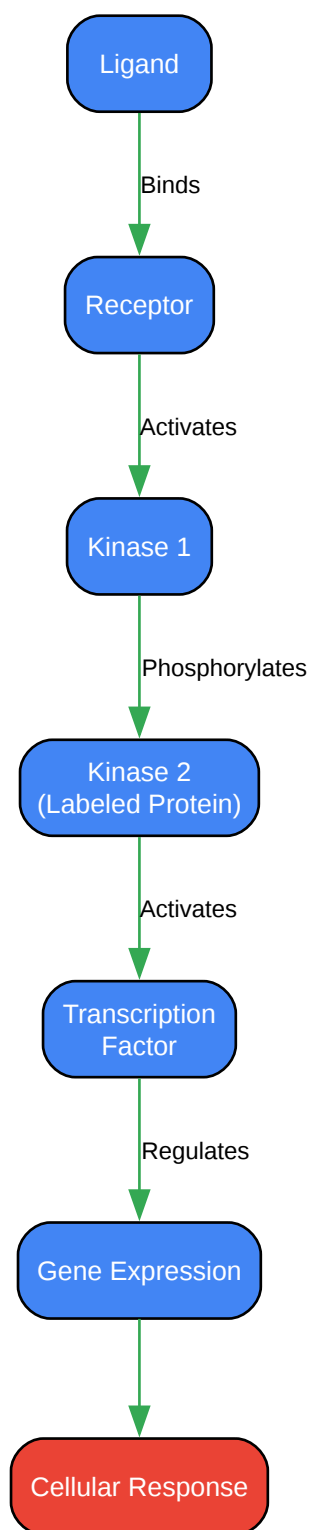 Ligand
Binds
Receptor
Activates
Kinase 1
Phosphorylates
Kinase 2
(Labeled Protein)
Activates
Transcription
Factor
Regulates
Gene Expression
Cellular Response